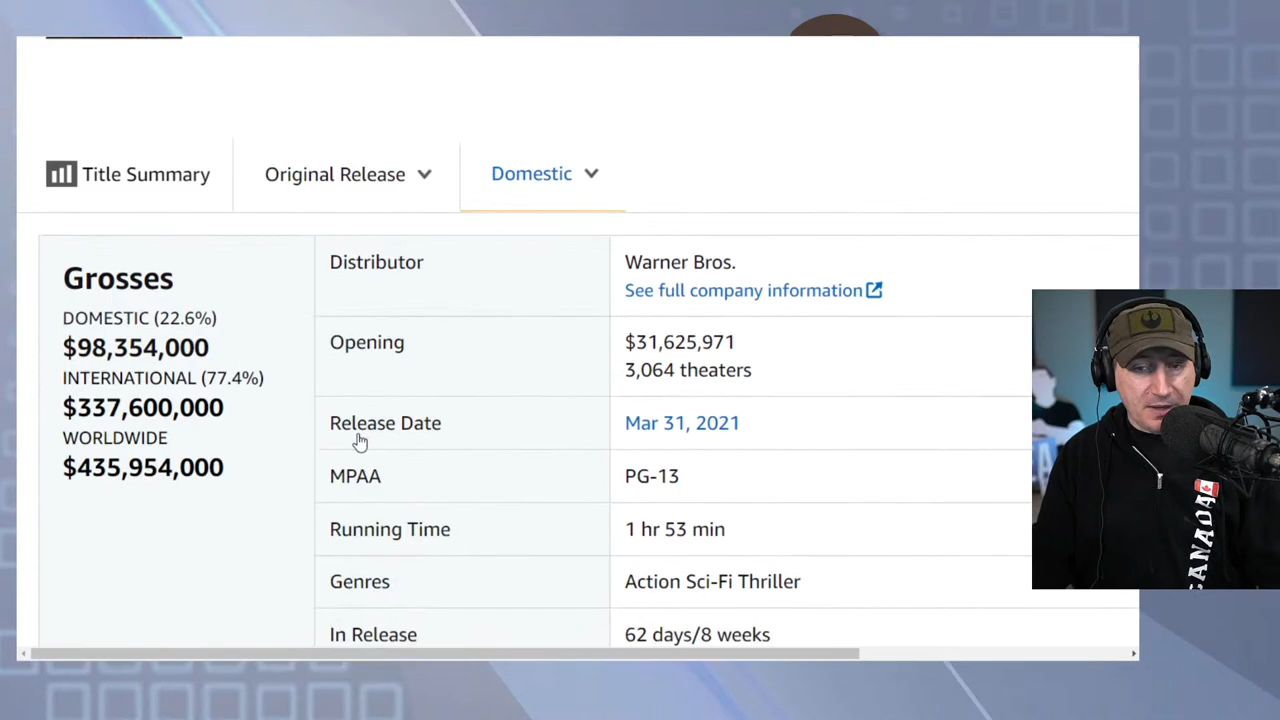 Title Summary
Original Release
Domestic
Grosses
DOMESTIC (22.6%)
$98,354,000
INTERNATIONAL (77.4%)
$337,600,000
WORLDWIDE
$435,954,000
Distributor
Warner Bros.
See full company information
Opening
$31,625,971
3,064 theaters
Release Date
Mar 31, 2021
MPAA
PG-13
Running Time
1 hr 53 min
Genres
Action Sci-Fi Thriller
In Release
62 days/8 weeks
CANADA